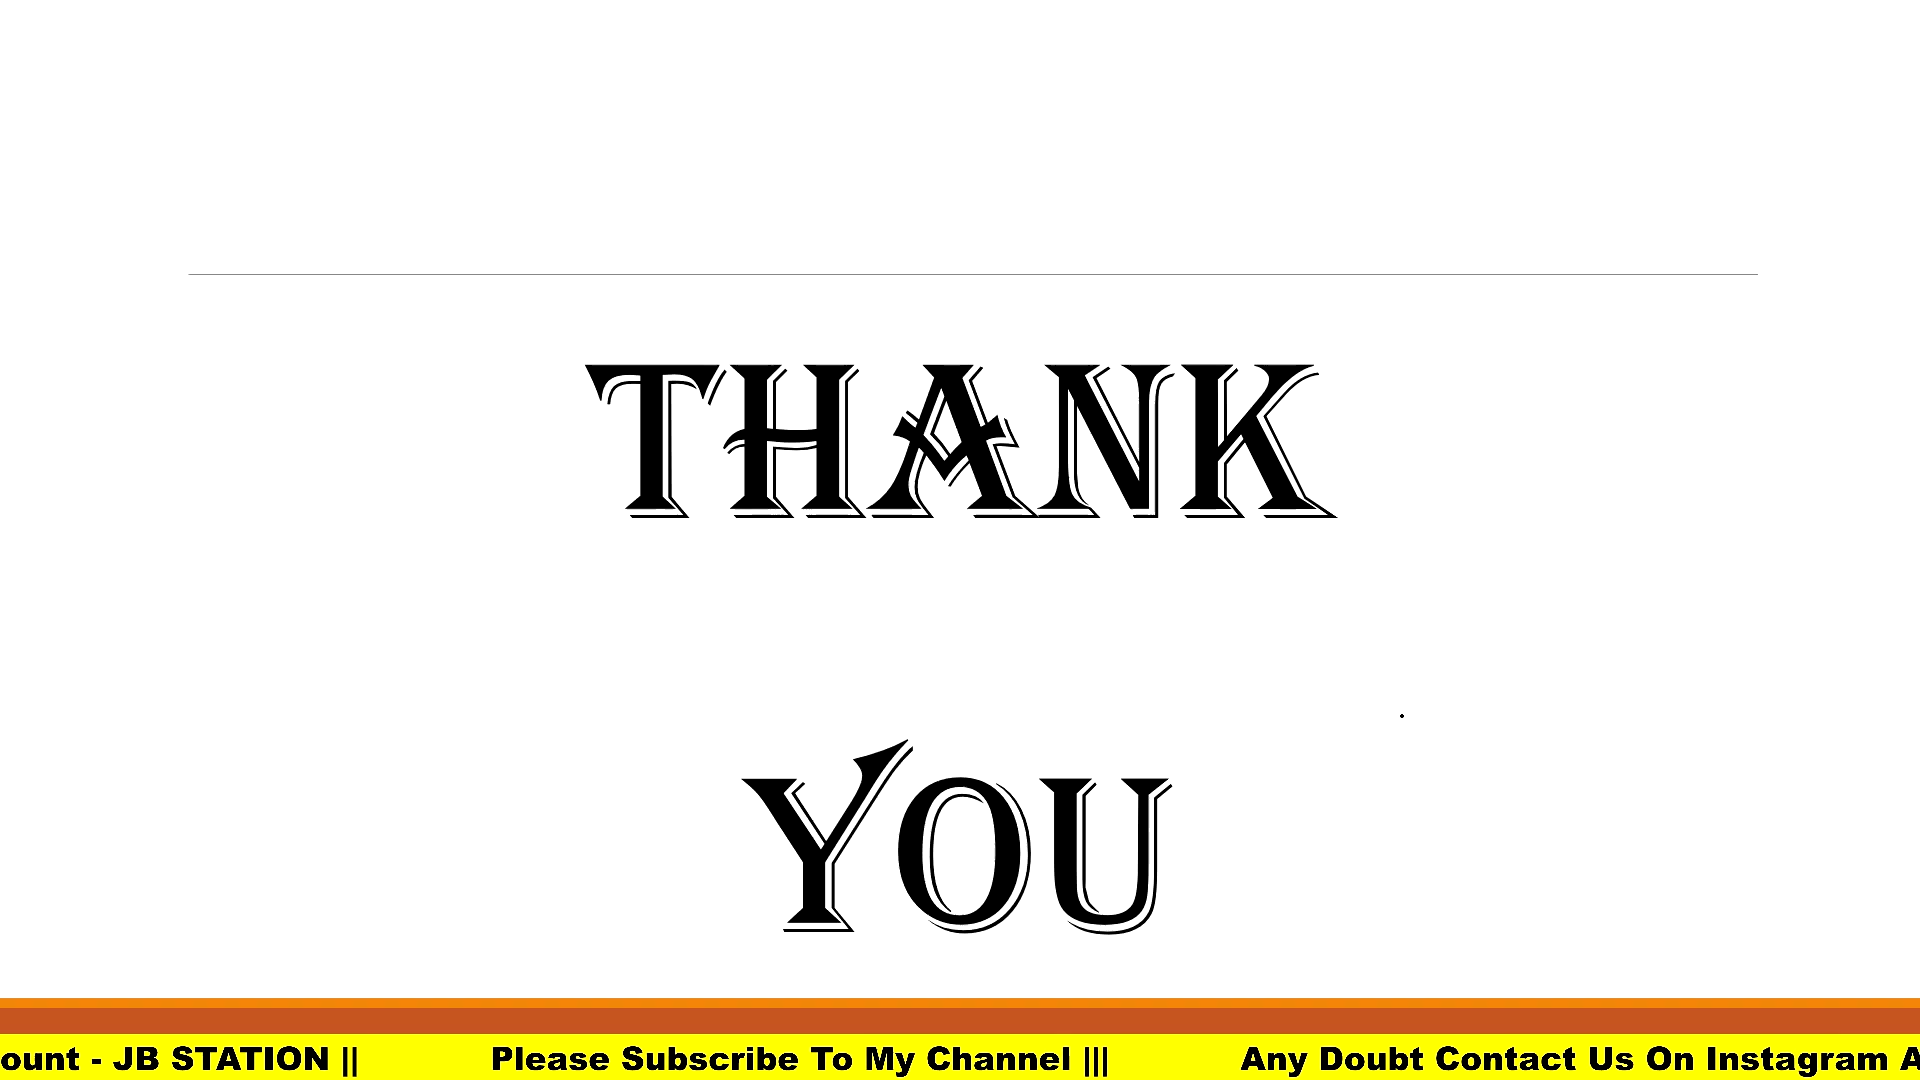 THANK
YOU
ount - JB STATION || Please Subscribe To My Channel ||| Any Doubt Contact Us On Instagram A